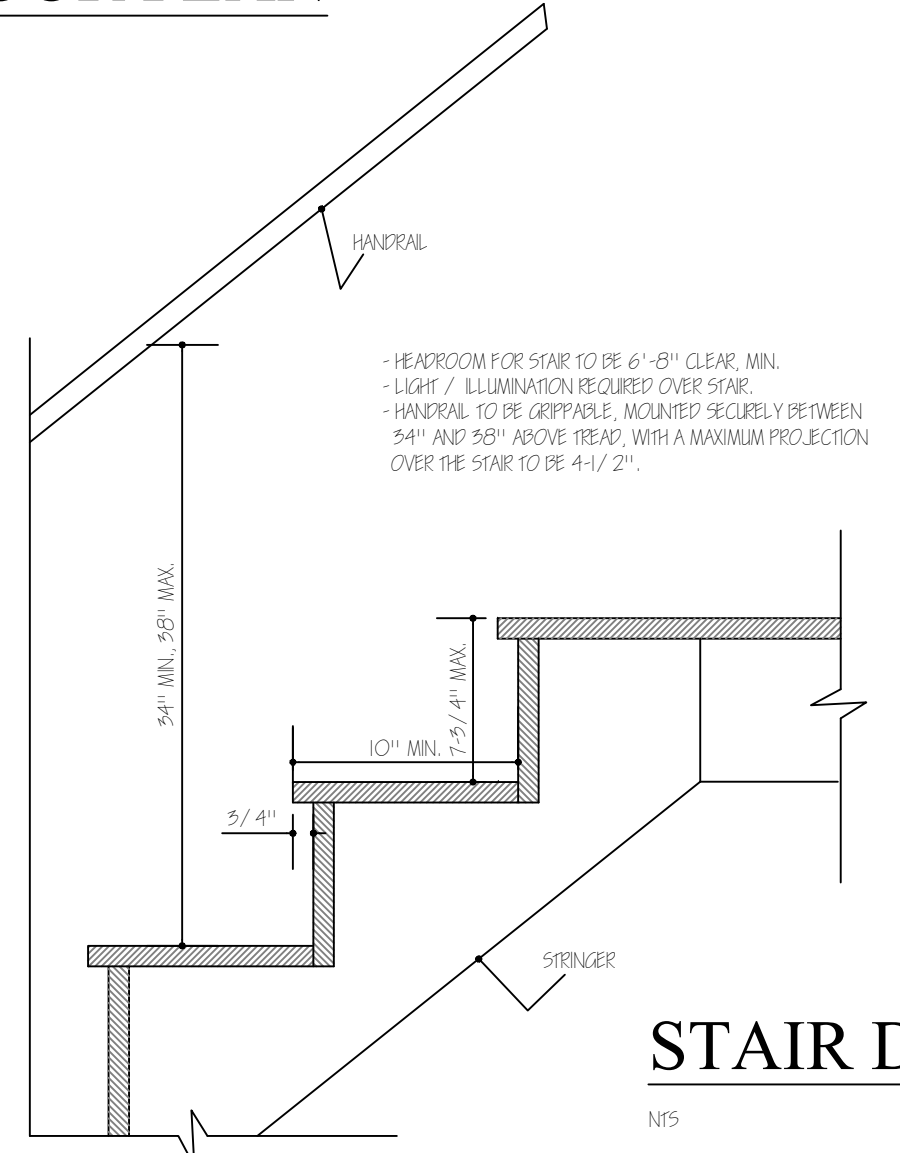 HANDRAIL
- HEADROOM FOR STAIR TO BE 6'-8" CLEAR, MIN.
- LIGHT / ILLUMINATION REQUIRED OVER STAIR.
- HANDRAIL TO BE GRIPPABLE, MOUNTED SECURELY BETWEEN
34" AND 38" ABOVE TREAD, WITH A MAXIMUM PROJECTION
OVER THE STAIR TO BE 4-1/2".
34" MIN., 38" MAX.
7-3/4" MAX.
10" MIN.
3/4"
STRINGER
STAIR D
NTS